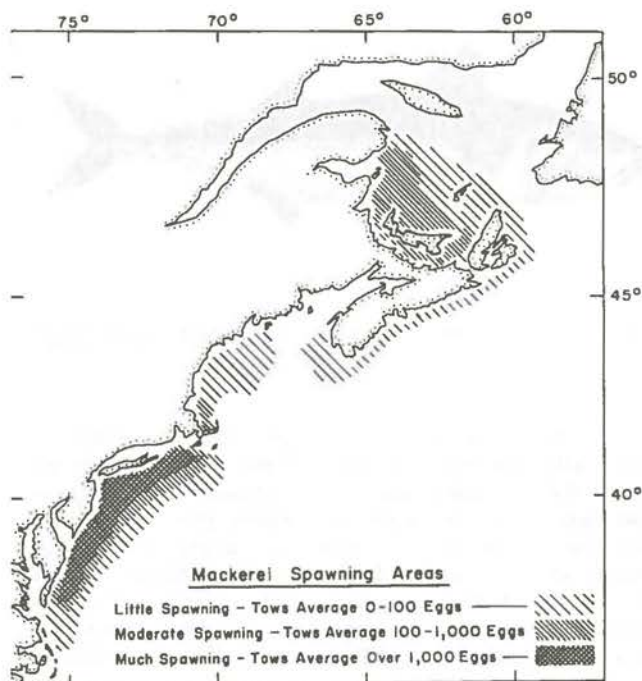 75° 70° 65° 60°
50°
45°
40°
Mackerel Spawning Areas
Little Spawning – Tows Average 0-100 Eggs
Moderate Spawning – Tows Average 100-1,000 Eggs
Much Spawning – Tows Average Over 1,000 Eggs